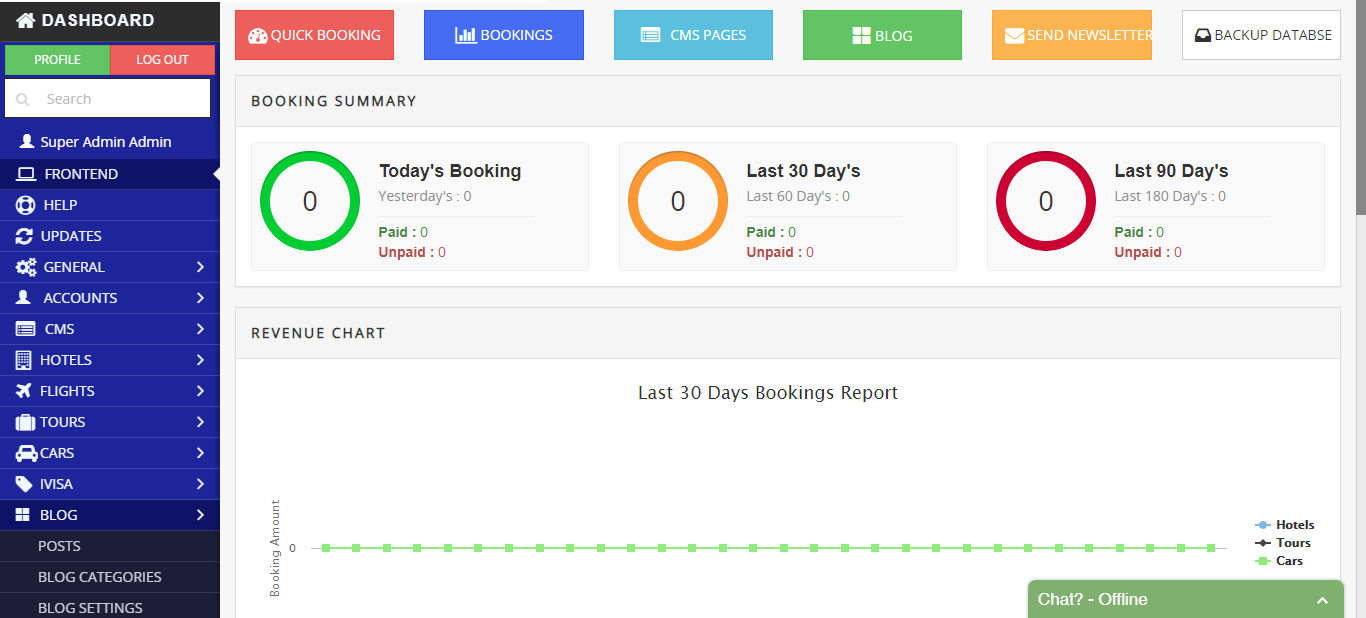 DASHBOARD
PROFILE LOG OUT
Search
Super Admin Admin
FRONTEND
HELP
UPDATES
GENERAL
ACCOUNTS
CMS
HOTELS
FLIGHTS
TOURS
CARS
IVISA
BLOG
POSTS
BLOG CATEGORIES
BLOG SETTINGS
QUICK BOOKING BOOKINGS CMS PAGES BLOG SEND NEWSLETTER BACKUP DATABSE
BOOKING SUMMARY
0
Today's Booking
Yesterday's : 0
Paid : 0
Unpaid : 0
0
Last 30 Day's
Last 60 Day's : 0
Paid : 0
Unpaid : 0
0
Last 90 Day's
Last 180 Day's : 0
Paid : 0
Unpaid : 0
REVENUE CHART
Last 30 Days Bookings Report
Booking Amount
0
Hotels
Tours
Cars
Chat? - Offline